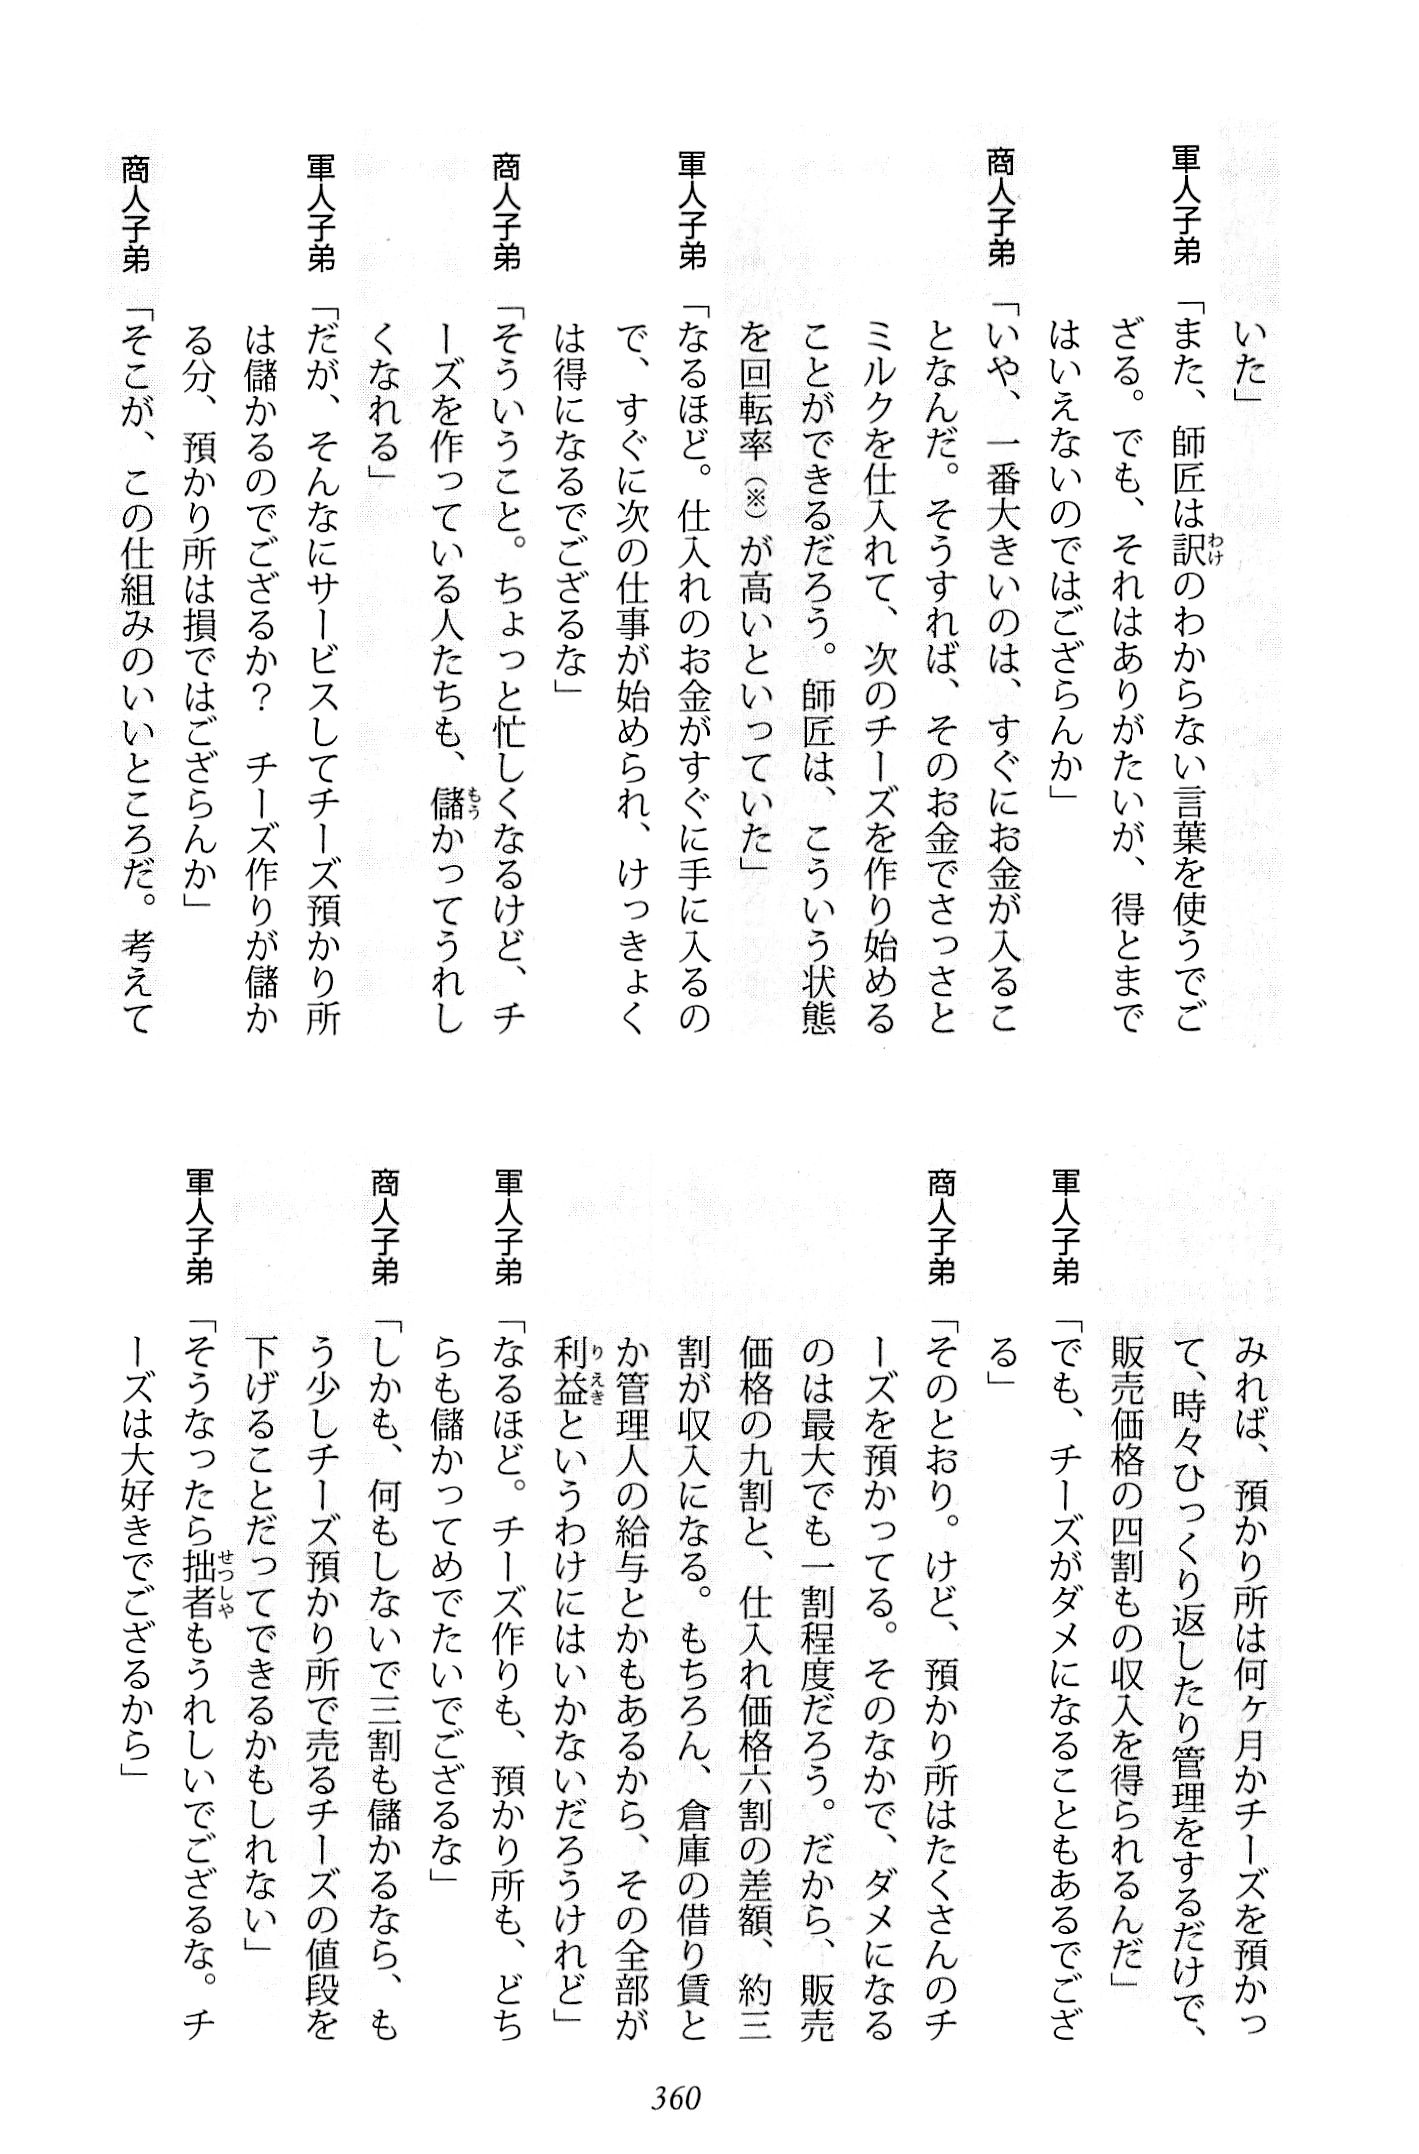 いた」
軍人子弟「また、師匠は訳わけのわからない言葉を使うでご
ざる。でも、それはありがたいが、得とまで
はいえないのではござらんか」
商人子弟「いや、一番大きいのは、すぐにお金が入るこ
となんだ。そうすれば、そのお金でさっさと
ミルクを仕入れて、次のチーズを作り始める
ことができるだろう。師匠は、こういう状態
を回転率（※）が高いといっていた」
軍人子弟「なるほど。仕入れのお金がすぐに手に入るの
で、すぐに次の仕事が始められ、けっきょく
は得になるでござるな」
商人子弟「そういうこと。ちょっと忙しくなるけど、チ
ーズを作っている人たちも、儲もうかってうれし
くなれる」
軍人子弟「だが、そんなにサービスしてチーズ預かり所
は儲かるのでござるか？　チーズ作りが儲か
る分、預かり所は損ではござらんか」
商人子弟「そこが、この仕組みのいいところだ。考えて
みれば、預かり所は何ヶ月かチーズを預かっ
て、時々ひっくり返したり管理をするだけで、
販売価格の四割もの収入を得られるんだ」
軍人子弟「でも、チーズがダメになることもあるでござ
る」
商人子弟「そのとおり。けど、預かり所はたくさんのチ
ーズを預かってる。そのなかで、ダメになる
のは最大でも一割程度だろう。だから、販売
価格の九割と、仕入れ価格六割の差額、約三
割が収入になる。もちろん、倉庫の借り賃と
か管理人の給与とかもあるから、その全部が
利益りえきというわけにはいかないだろうけれど」
軍人子弟「なるほど。チーズ作りも、預かり所も、どち
らも儲かってめでたいでござるな」
商人子弟「しかも、何もしないで三割も儲かるなら、も
う少しチーズ預かり所で売るチーズの値段を
下げることだってできるかもしれない」
軍人子弟「そうなったら拙者せつしゃもうれしいでござるな。チ
ーズは大好きでござるから」
360